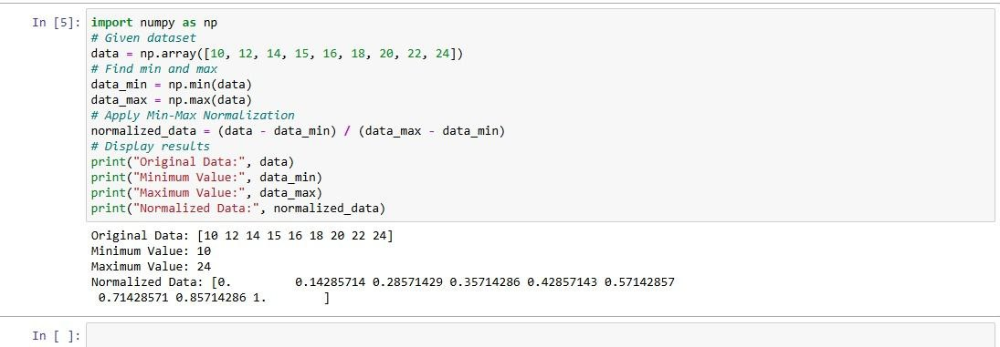 In [5]: import numpy as np
# Given dataset
data = np.array([10, 12, 14, 15, 16, 18, 20, 22, 24])
# Find min and max
data_min = np.min(data)
data_max = np.max(data)
# Apply Min-Max Normalization
normalized_data = (data - data_min) / (data_max - data_min)
# Display results
print("Original Data:", data)
print("Minimum Value:", data_min)
print("Maximum Value:", data_max)
print("Normalized Data:", normalized_data)
Original Data: [10 12 14 15 16 18 20 22 24]
Minimum Value: 10
Maximum Value: 24
Normalized Data: [0.         0.14285714 0.28571429 0.35714286 0.42857143 0.57142857
 0.71428571 0.85714286 1.        ]
In [ ]: